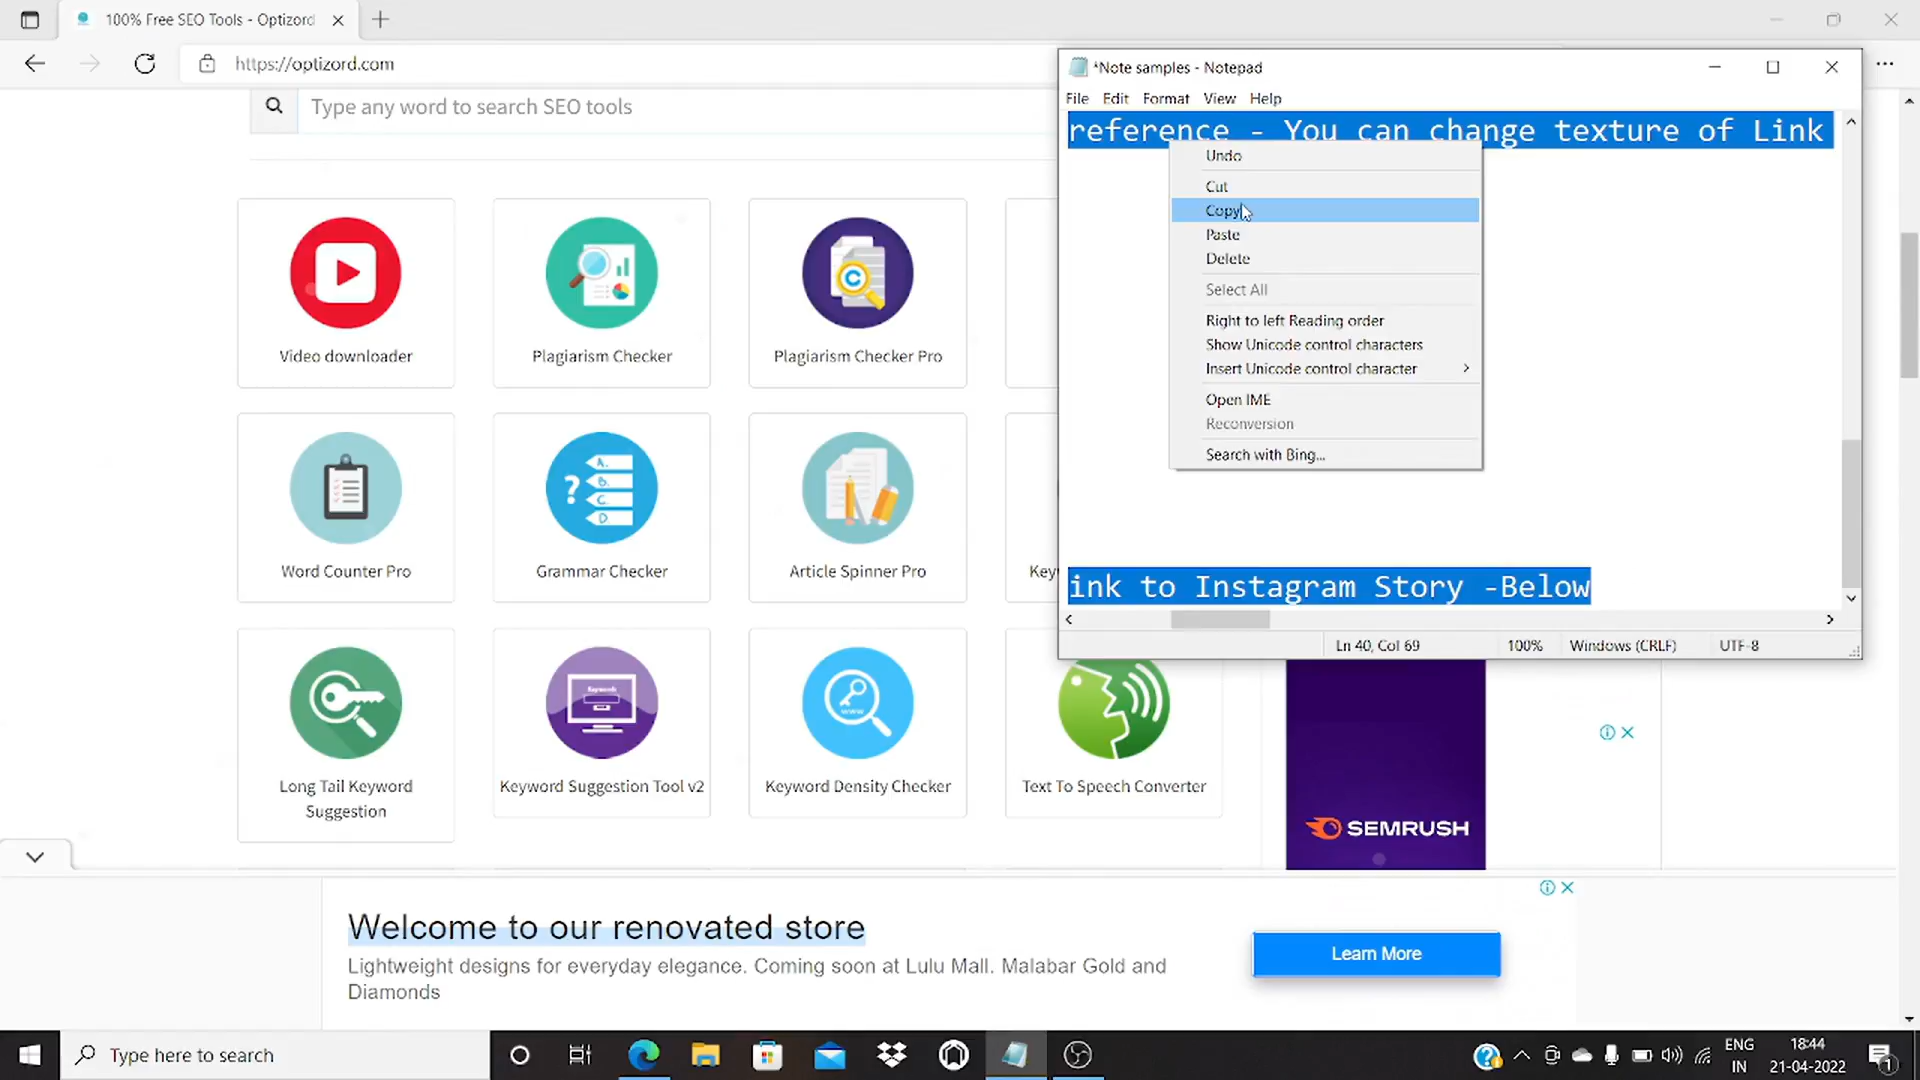 100% Free SEO Tools - Optizord
https://optizord.com
Type any word to search SEO tools
Video downloader
Plagiarism Checker
C
Plagiarism Checker Pro
Word Counter Pro
?
A.
B.
C.
D.
Grammar Checker
Article Spinner Pro
Key
Long Tail Keyword
Suggestion
Keywords
Keyword Suggestion Tool v2
www
Keyword Density Checker
Text To Speech Converter
*Note samples - Notepad
File Edit Format View Help
reference - You can change texture of Link
Undo
Cut
Copy
Paste
Delete
Select All
Right to left Reading order
Show Unicode control characters
Insert Unicode control character
Open IME
Reconversion
Search with Bing...
ink to Instagram Story -Below
Ln 40, Col 69 100% Windows (CRLF) UTF-8
SEMRUSH
Welcome to our renovated store
Lightweight designs for everyday elegance. Coming soon at Lulu Mall. Malabar Gold and
Diamonds
Learn More
Type here to search
ENG
IN
18:44
21-04-2022
1